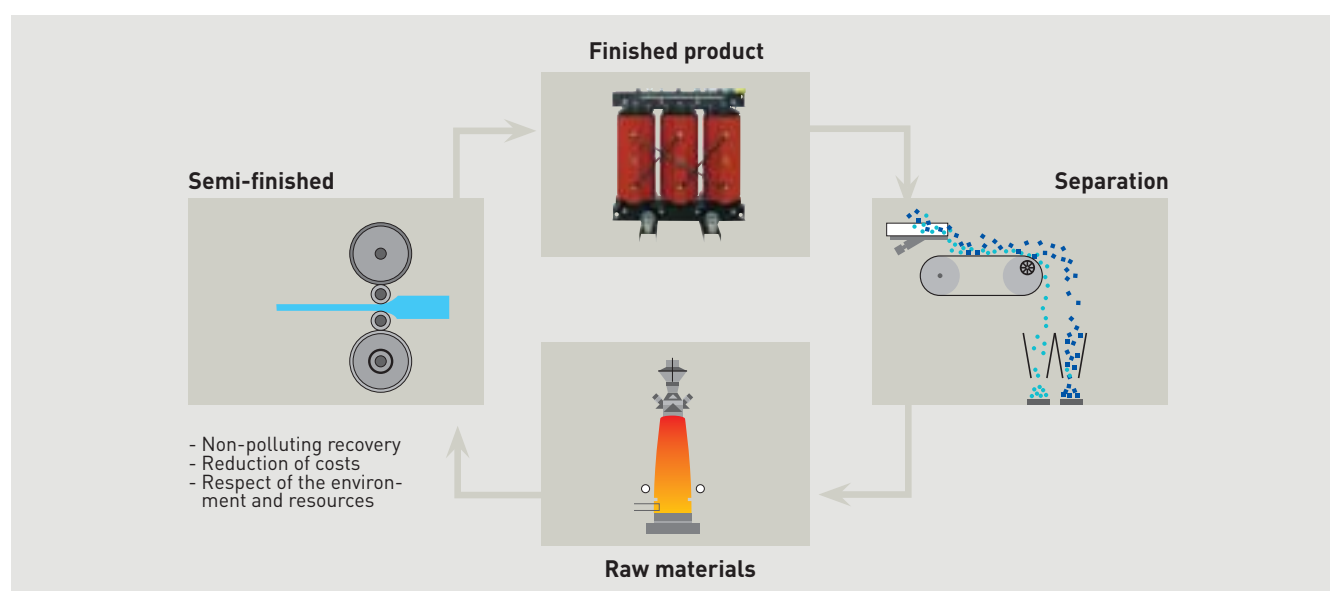 Finished product
Semi-finished
Separation
- Non-polluting recovery
- Reduction of costs
- Respect of the environ-
ment and resources
Raw materials